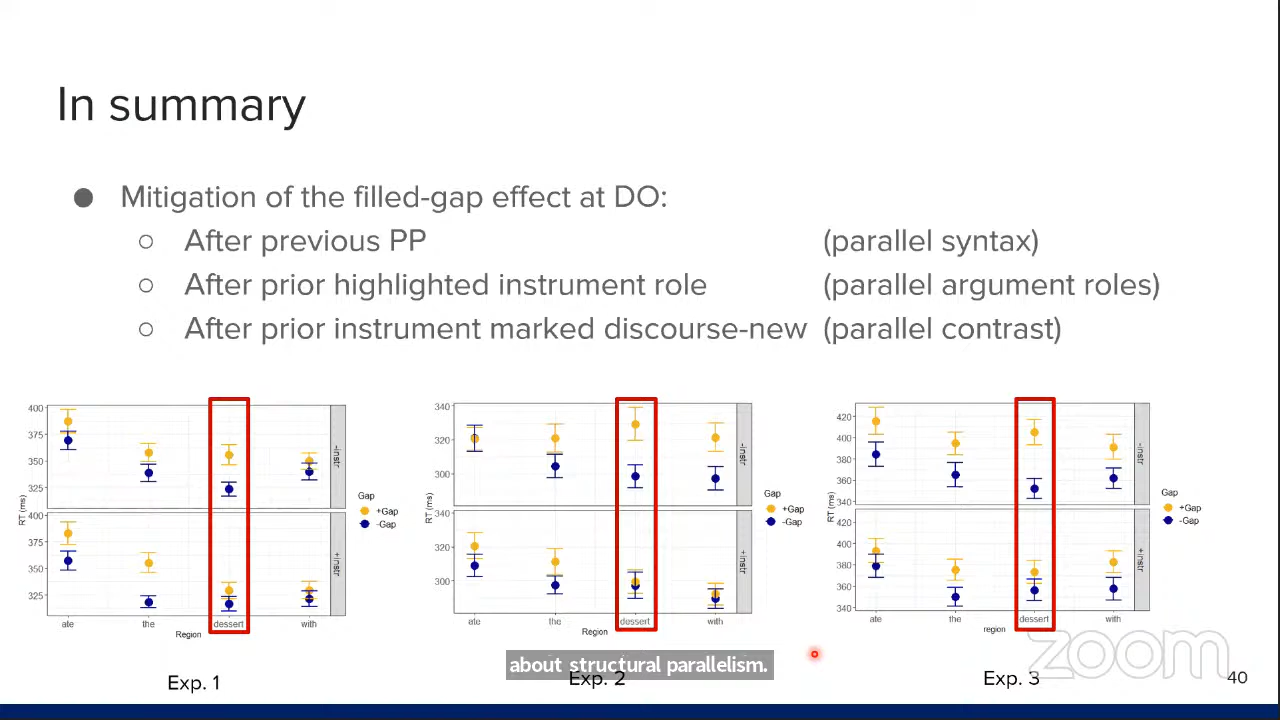 In summary
● Mitigation of the filled-gap effect at DO:
○ After previous PP (parallel syntax)
○ After prior highlighted instrument role (parallel argument roles)
○ After prior instrument marked discourse-new (parallel contrast)
400
375
350
325
-instr
400
375
350
325
+instr
RT (ms)
ate the dessert with
Region
Gap
+Gap
-Gap
Exp. 1
340
320
300
-instr
340
320
300
+instr
RT (ms)
ate the dessert with
Region
Gap
+Gap
-Gap
Exp. 2
420
400
380
360
340
-instr
420
400
380
360
340
+instr
RT (ms)
ate the dessert with
region
Gap
+Gap
-Gap
Exp. 3
about structural parallelism.
zoom
40